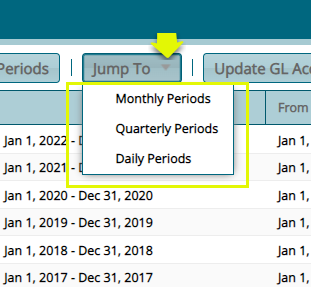 Periods | Jump To | Update GL Acc
Monthly Periods From
Quarterly Periods
Jan 1, 2022 - D Jan 1,
Daily Periods
Jan 1, 2021 - Jan 1,
Jan 1, 2020 - Dec 31, 2020 Jan 1,
Jan 1, 2019 - Dec 31, 2019 Jan 1,
Jan 1, 2018 - Dec 31, 2018 Jan 1,
Jan 1, 2017 - Dec 31, 2017 Jan 1,